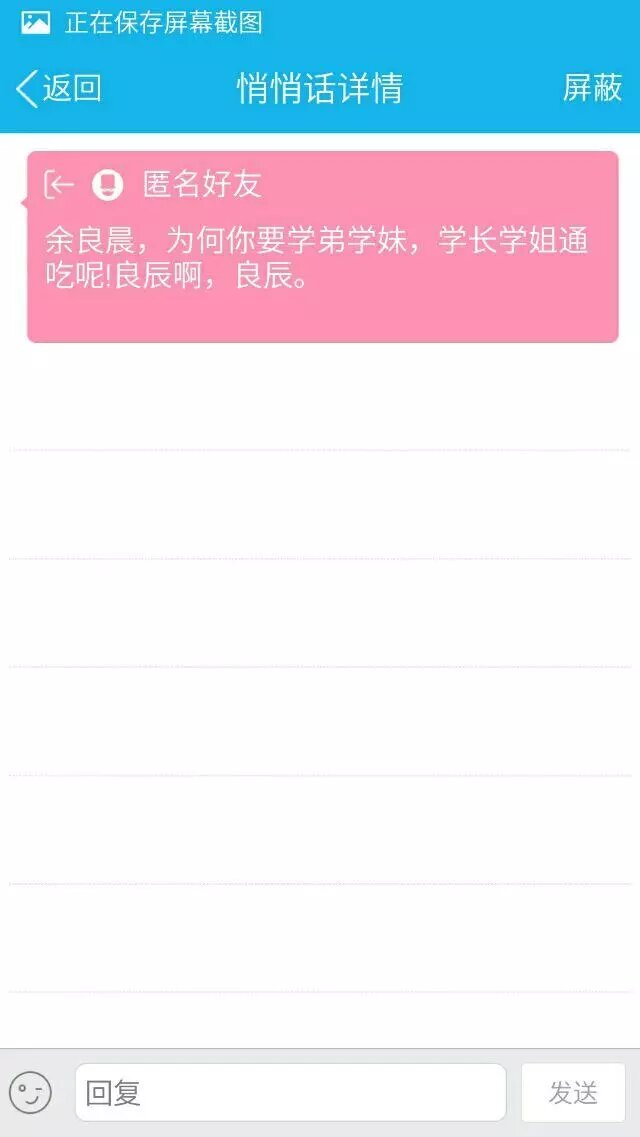 正在保存屏幕截图
返回 悄悄话详情 屏蔽
匿名好友
余良晨，为何你要学弟学妹，学长学姐通
吃呢!良辰啊，良辰。
回复 发送